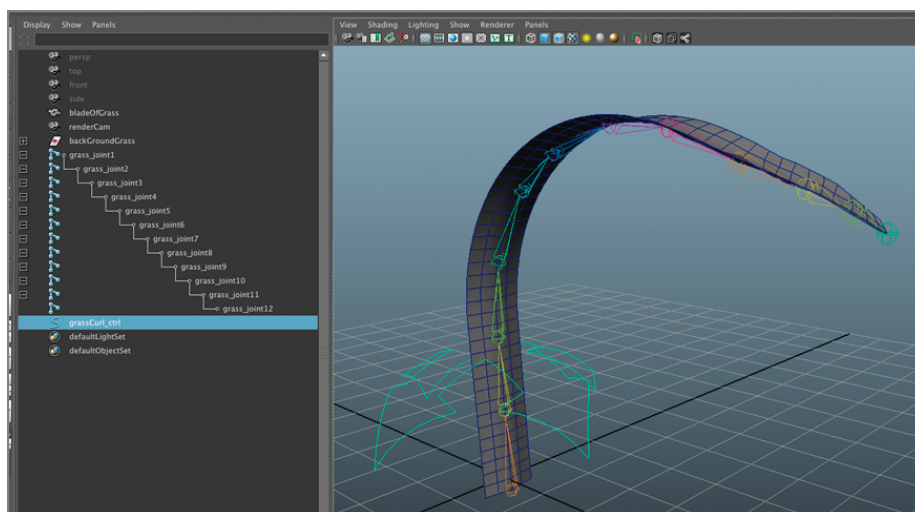 Display Show Panels
View Shading Lighting Show Renderer Panels
persp
top
front
side
bladeOfGrass
renderCam
backGroundGrass
grass_joint1
grass_joint2
grass_joint3
grass_joint4
grass_joint5
grass_joint6
grass_joint7
grass_joint8
grass_joint9
grass_joint10
grass_joint11
grass_joint12
grassCurl_ctrl
defaultLightSet
defaultObjectSet